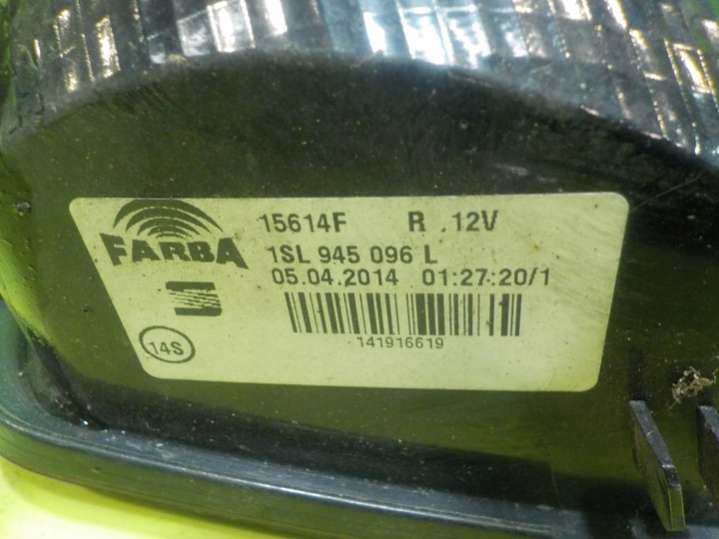 FARBA
15614F R .12V
1SL 945 096 L
05.04.2014 01:27:20/1
141916619
14S